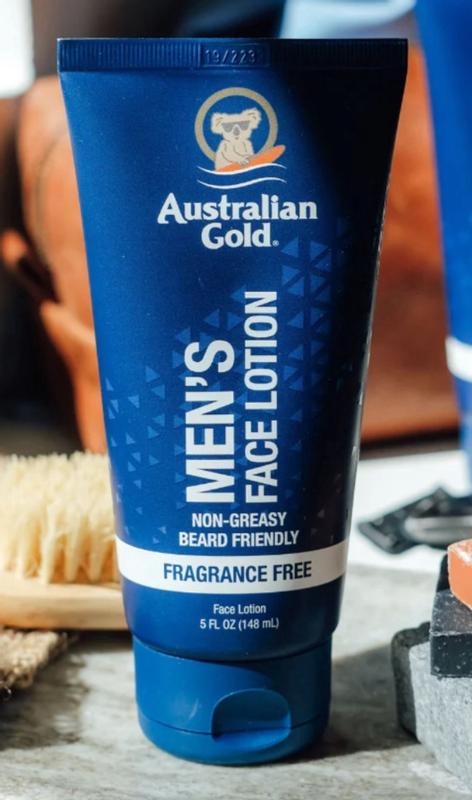 19/223
Australian
Gold®
MEN'S
FACE LOTION
NON-GREASY
BEARD FRIENDLY
FRAGRANCE FREE
Face Lotion
5 FL OZ (148 mL)